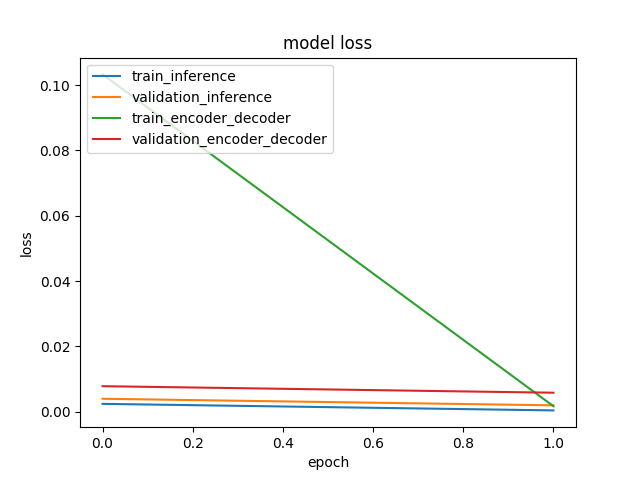 model loss
train_inference
validation_inference
train_encoder_decoder
validation_encoder_decoder
0.10
0.08
0.06
0.04
0.02
0.00
loss
0.0 0.2 0.4 0.6 0.8 1.0
epoch